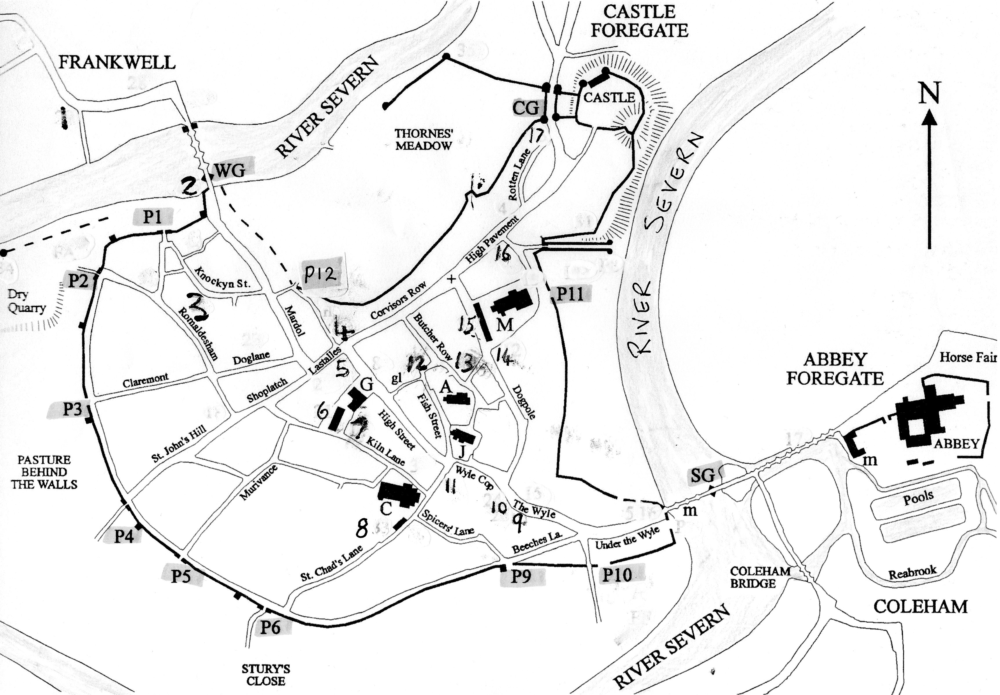 CASTLE
FOREGATE
FRANKWELL
RIVER SEVERN
CASTLE
CG
N
1
THORNES'
MEADOW
17
WG
2
Rotten Lane
RIVER SEVERN
P1
High Pavement
16
P12
P2
Knockyn St.
Dry
Quarry
3
Romaldesham
Mardol
4
Corvisors Row
P11
Butcher Row
15
M
Doglane
Lastalles
5
12
13
14
ABBEY
FOREGATE
Horse Fair
Claremont
Shoplatch
G
gl
A
Dogpole
P3
6
7
High Street
Fish Street
St. John's Hill
Kiln Lane
J
17
ABBEY
m
PASTURE
BEHIND
THE WALLS
Murivance
Wyle Cop
11
SG
Pools
C
10
The Wyle
m
9
8
Spicers' Lane
P4
Beeches La.
Under the Wyle
St. Chad's Lane
P5
P9
P10
COLEHAM
BRIDGE
Reabrook
COLEHAM
P6
RIVER SEVERN
STURY'S
CLOSE